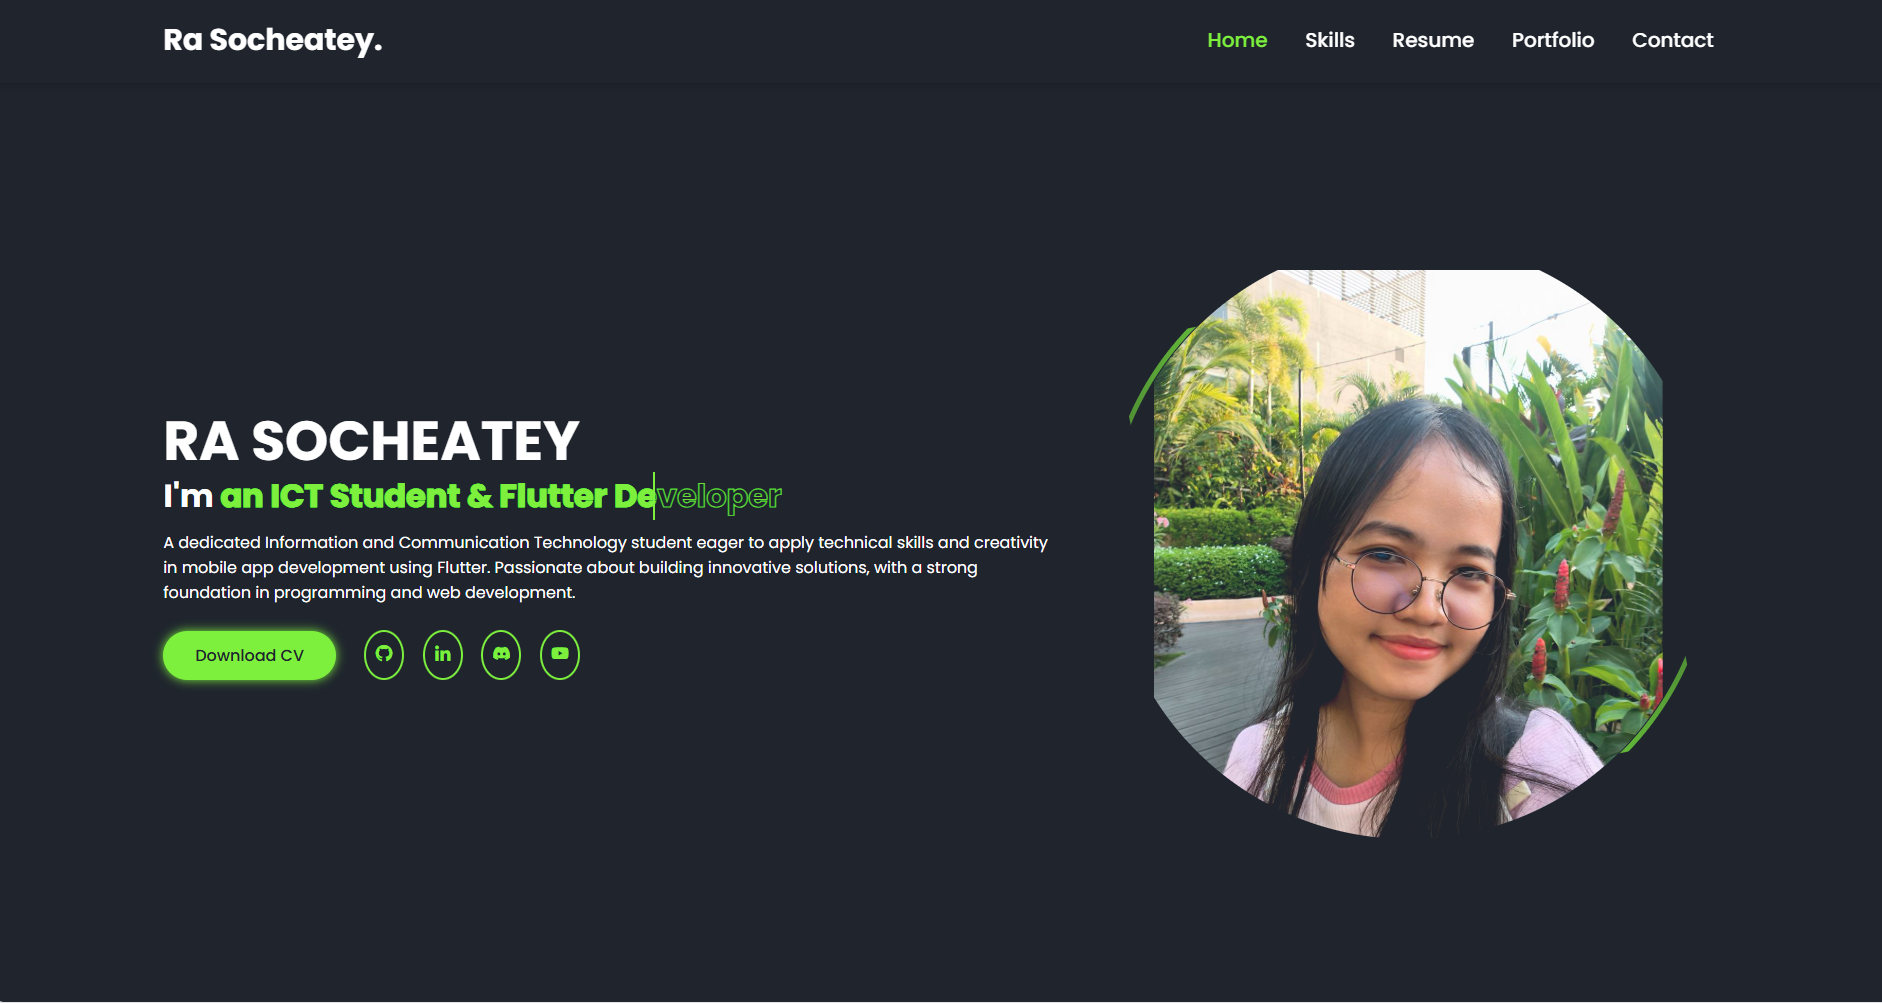 Ra Socheatey.
Home Skills Resume Portfolio Contact
RA SOCHEATEY
I'm an ICT Student & Flutter Developer
A dedicated Information and Communication Technology student eager to apply technical skills and creativity
in mobile app development using Flutter. Passionate about building innovative solutions, with a strong
foundation in programming and web development.
Download CV